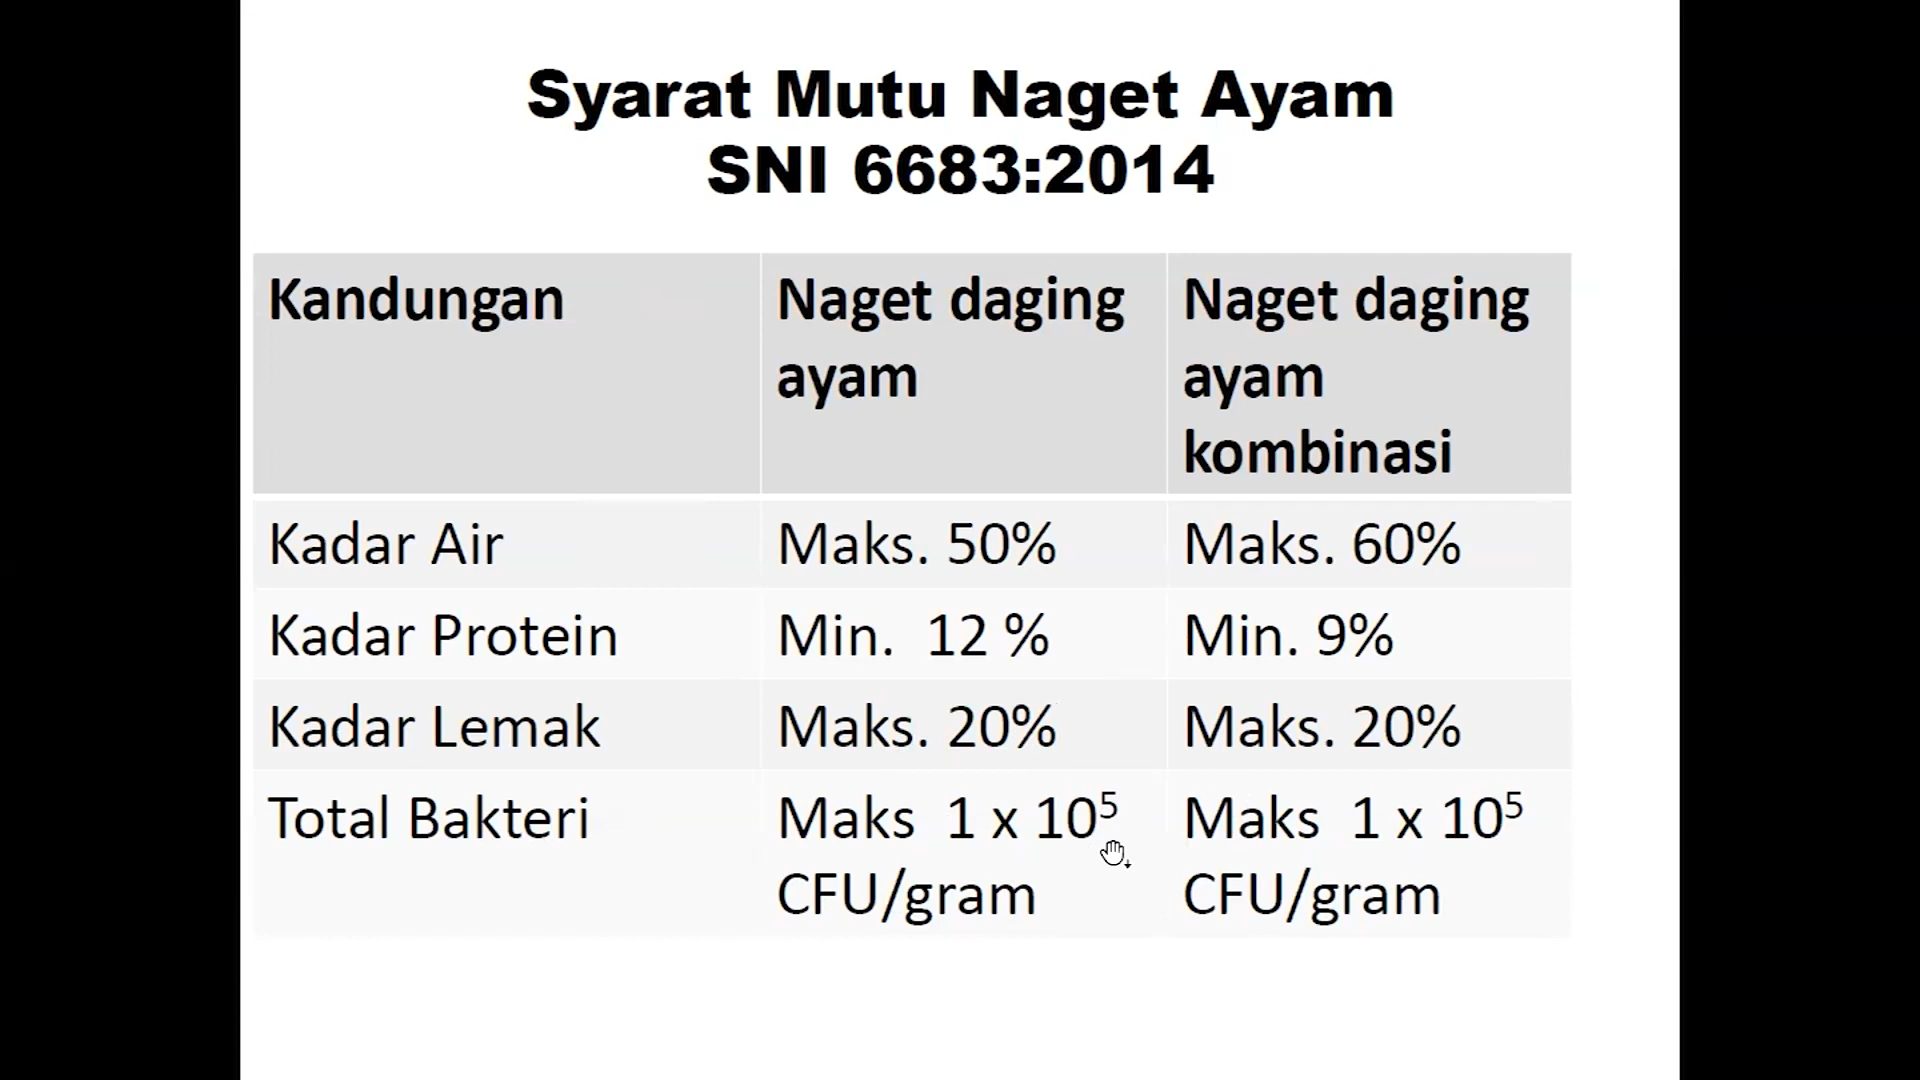 Syarat Mutu Naget Ayam
SNI 6683:2014
Kandungan
Naget daging
ayam
Naget daging
ayam
kombinasi
Kadar Air
Maks. 50%
Maks. 60%
Kadar Protein
Min.  12 %
Min. 9%
Kadar Lemak
Maks. 20%
Maks. 20%
Total Bakteri
Maks  1 x 10⁵
CFU/gram
Maks  1 x 10⁵
CFU/gram